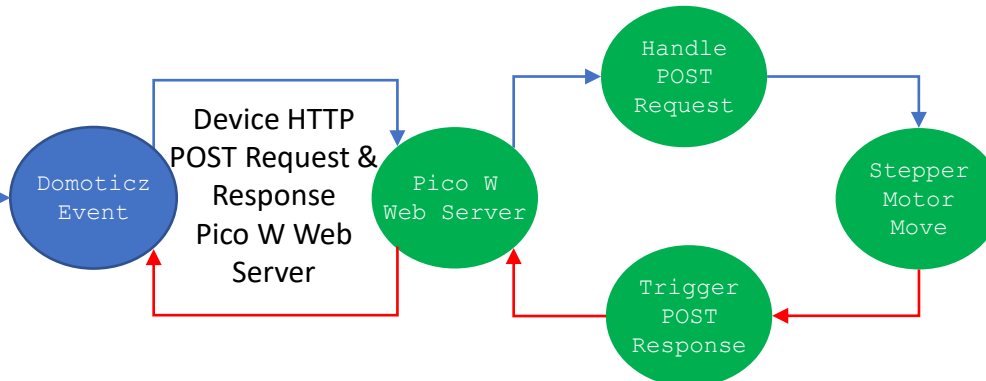 Domoticz
Event
Device HTTP
POST Request &
Response
Pico W Web
Server
Pico W
Web Server
Handle
POST
Request
Stepper
Motor
Move
Trigger
POST
Response